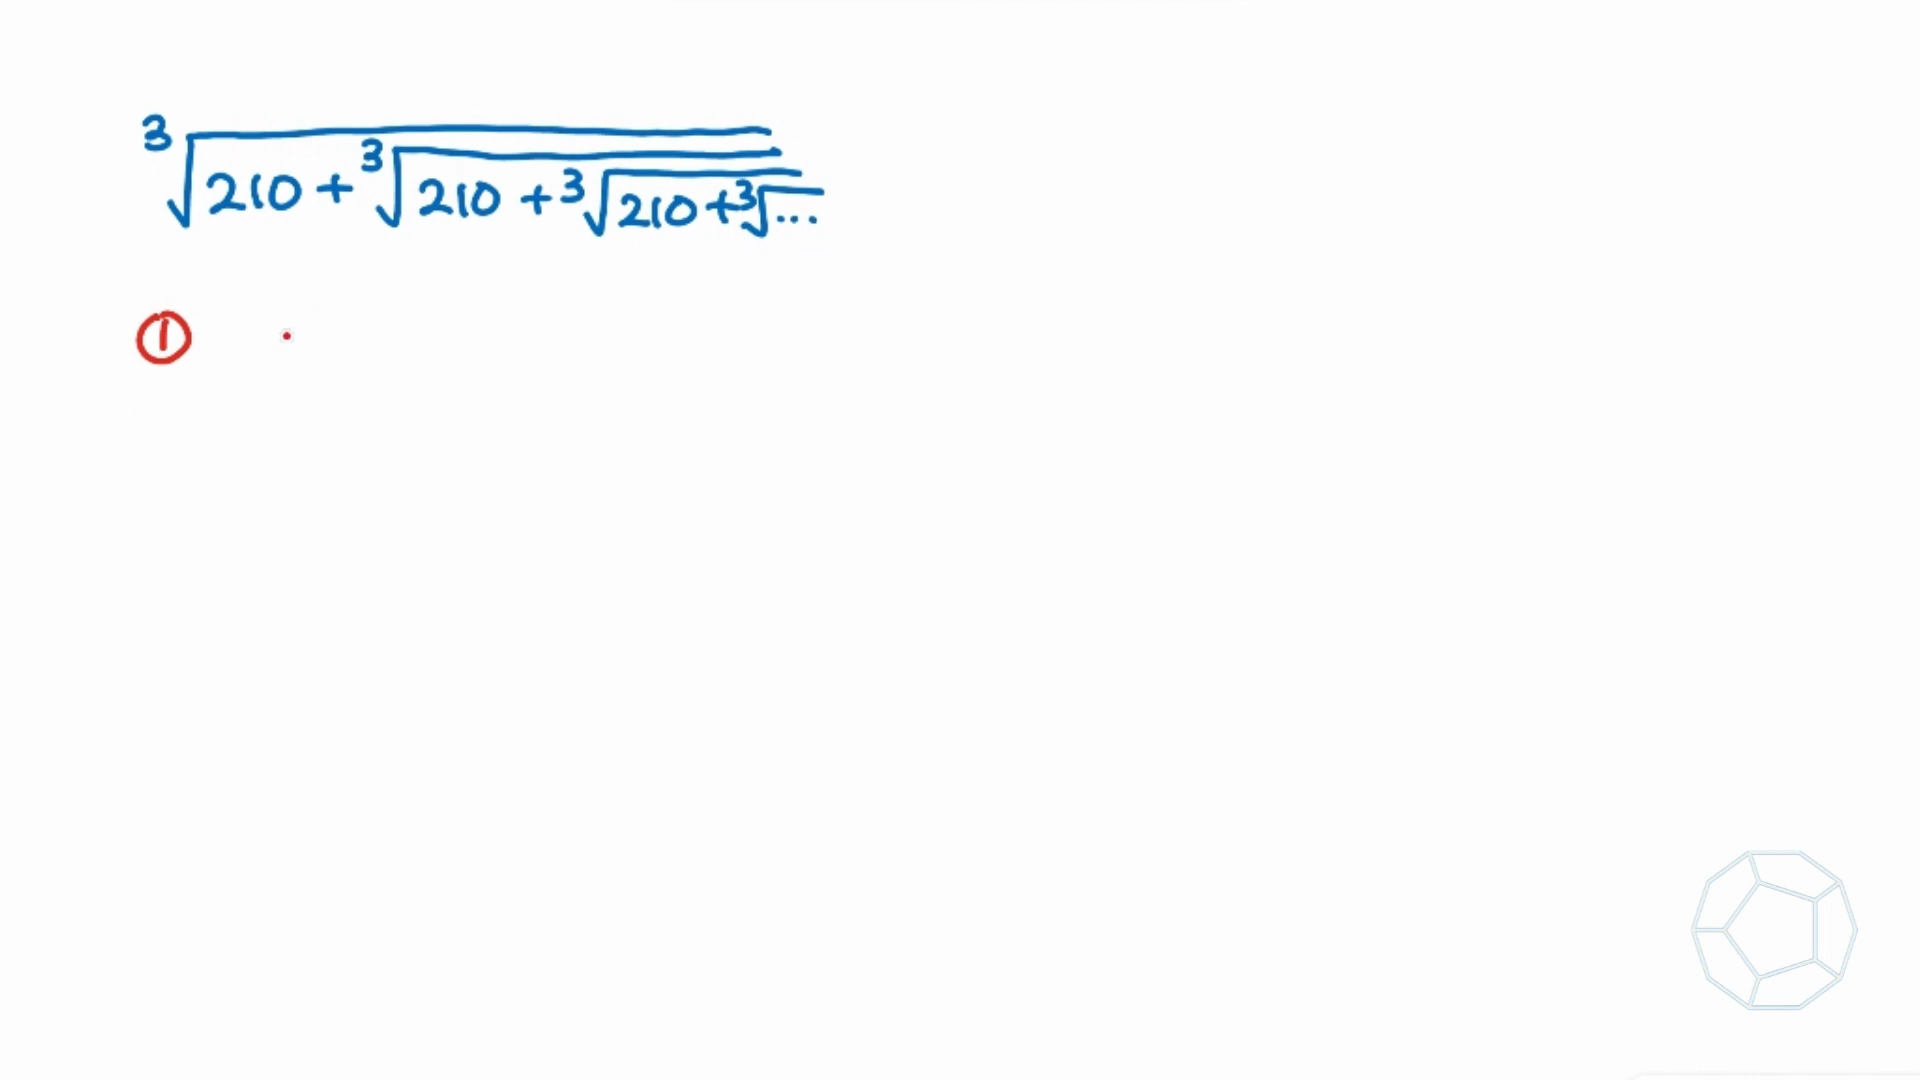 ∛(210 + ∛(210 + ∛(210 + ∛...
①